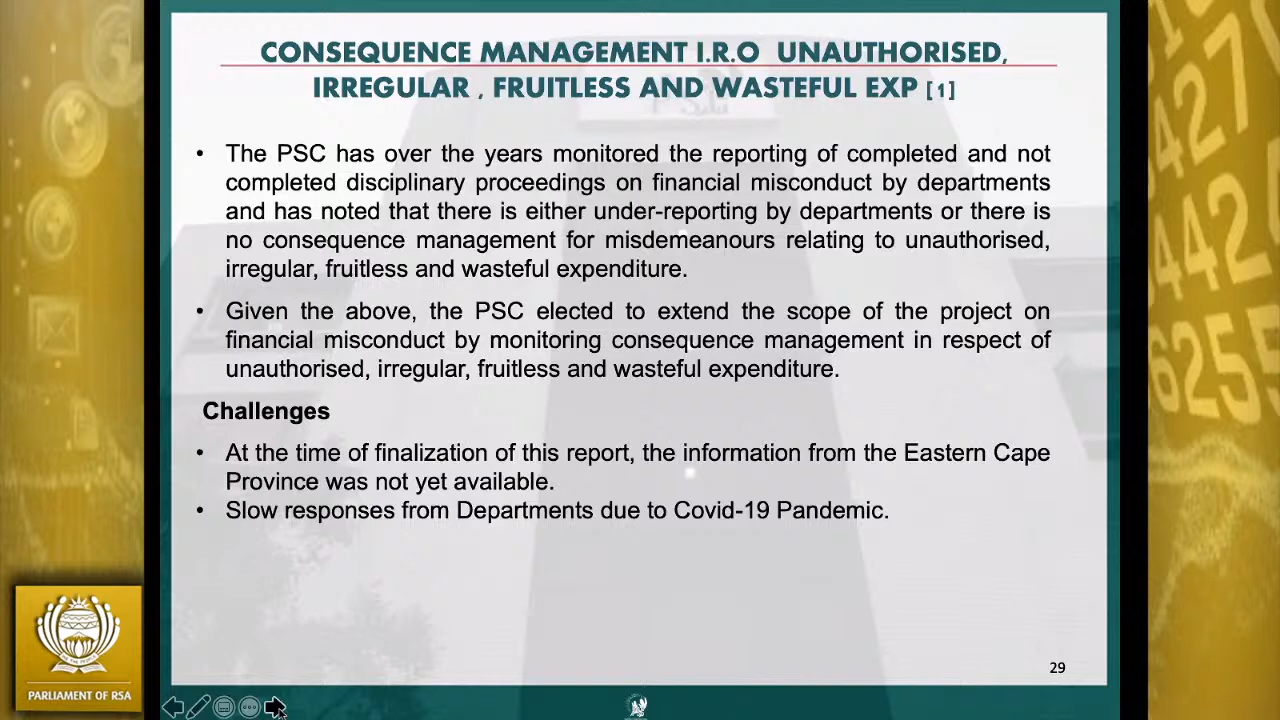 CONSEQUENCE MANAGEMENT I.R.O UNAUTHORISED,
IRREGULAR , FRUITLESS AND WASTEFUL EXP [1]
• The PSC has over the years monitored the reporting of completed and not
completed disciplinary proceedings on financial misconduct by departments
and has noted that there is either under-reporting by departments or there is
no consequence management for misdemeanours relating to unauthorised,
irregular, fruitless and wasteful expenditure.
• Given the above, the PSC elected to extend the scope of the project on
financial misconduct by monitoring consequence management in respect of
unauthorised, irregular, fruitless and wasteful expenditure.
Challenges
• At the time of finalization of this report, the information from the Eastern Cape
Province was not yet available.
• Slow responses from Departments due to Covid-19 Pandemic.
29
PARLIAMENT OF RSA